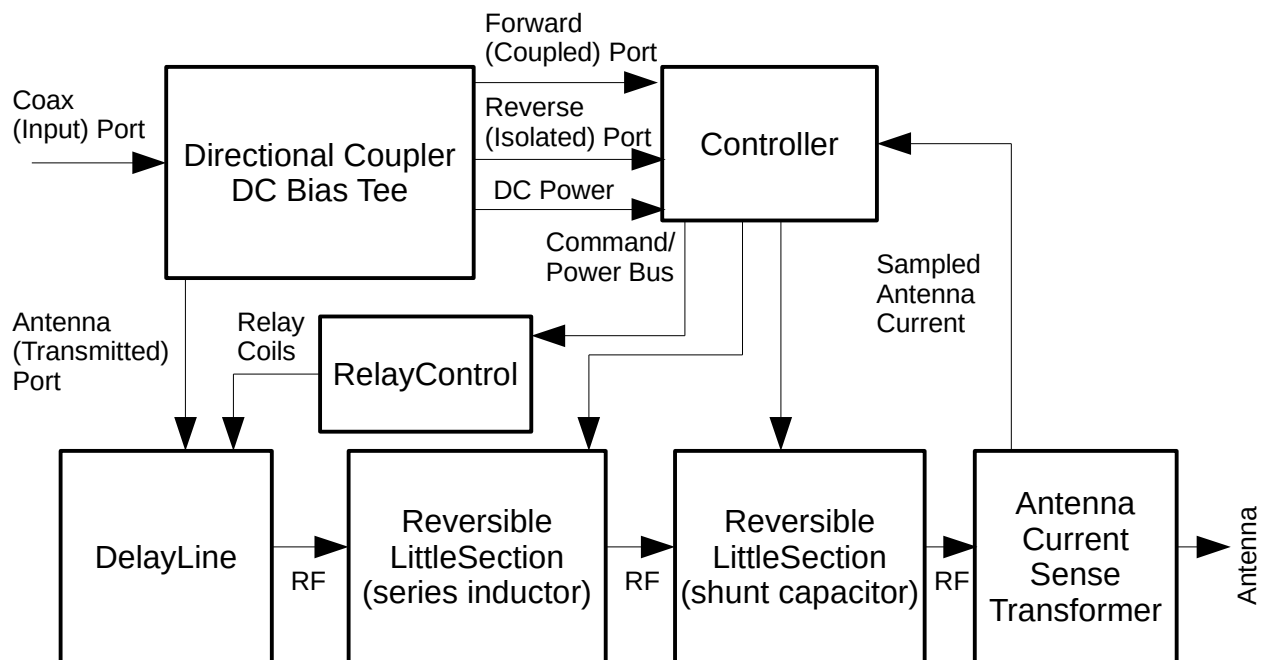 Forward
(Coupled) Port
Coax
(Input) Port
Directional Coupler
DC Bias Tee
Reverse
(Isolated) Port
DC Power
Controller
Command/
Power Bus
Sampled
Antenna
Current
Antenna
(Transmitted)
Port
Relay
Coils
RelayControl
DelayLine
RF
Reversible
LittleSection
(series inductor)
RF
Reversible
LittleSection
(shunt capacitor)
RF
Antenna
Current
Sense
Transformer
Antenna